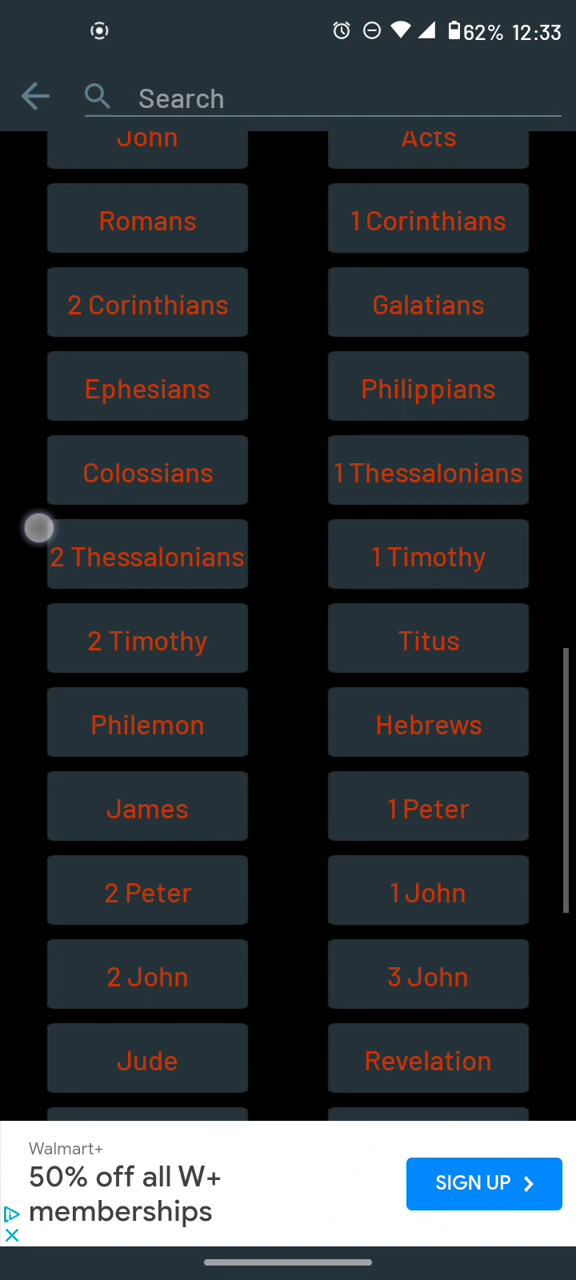 62% 12:33
Search
John Acts
Romans 1 Corinthians
2 Corinthians Galatians
Ephesians Philippians
Colossians 1 Thessalonians
2 Thessalonians 1 Timothy
2 Timothy Titus
Philemon Hebrews
James 1 Peter
2 Peter 1 John
2 John 3 John
Jude Revelation
Walmart+
50% off all W+
memberships
SIGN UP